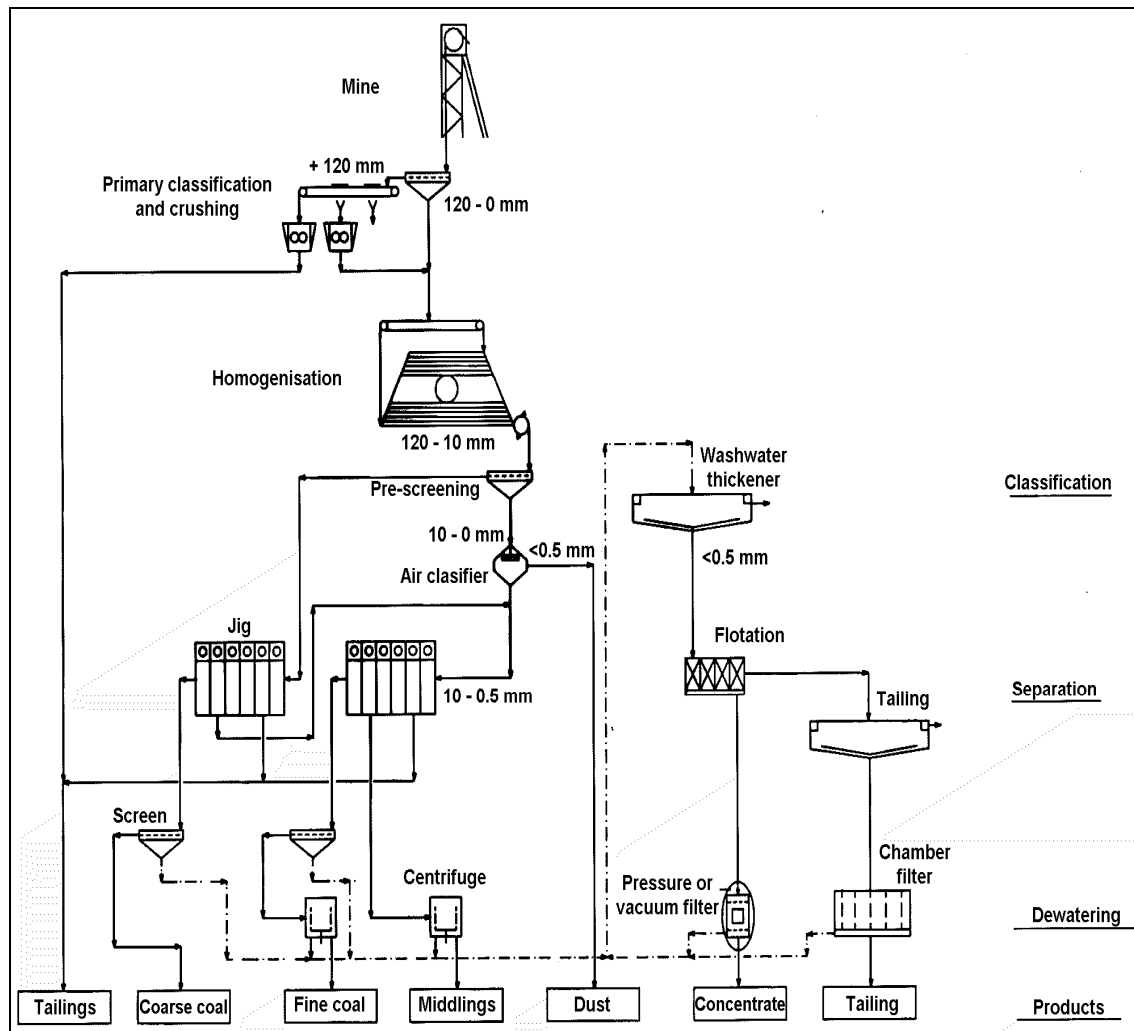 Mine
+ 120 mm
Primary classification
and crushing
120 - 0 mm
Homogenisation
120 - 10 mm
Washwater
thickener
Classification
Pre-screening
10 - 0 mm
<0.5 mm
<0.5 mm
Air clasifier
Jig
Flotation
10 - 0.5 mm
Separation
Tailing
Screen
Centrifuge
Chamber
filter
Pressure or
vacuum filter
Dewatering
Tailings
Coarse coal
Fine coal
Middlings
Dust
Concentrate
Tailing
Products